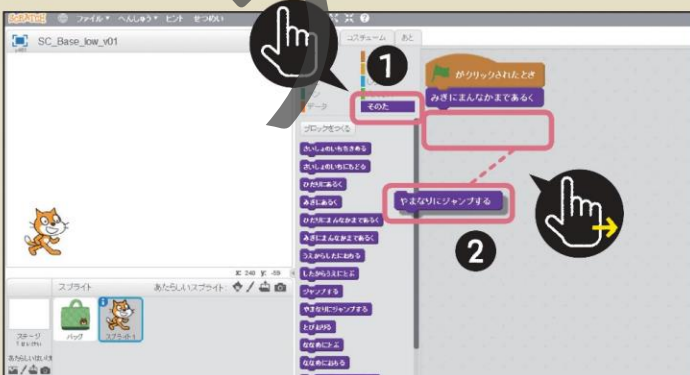 SCRATCH ファイル▼ へんしゅう▼ ヒント せつめい
SC_Base_low_v01
コスチューム おと
データ
そのた
ブロックをつくる
さいしょのいちをきめる
さいしょのいちにもどる
ひだりにあるく
みぎにあるく
ひだりにまんなかまであるく
みぎにまんなかまであるく
うえからしたにおちる
したからうえにとぶ
ジャンプする
やまなりにジャンプする
とびおりる
ななめにとぶ
ななめにおちる
がクリックされたとき
みぎにまんなかまであるく
やまなりにジャンプする
1
2
X: 240 y: -69
スプライト
あたらしいスプライト:
ステージ
バッグ
スプライト1